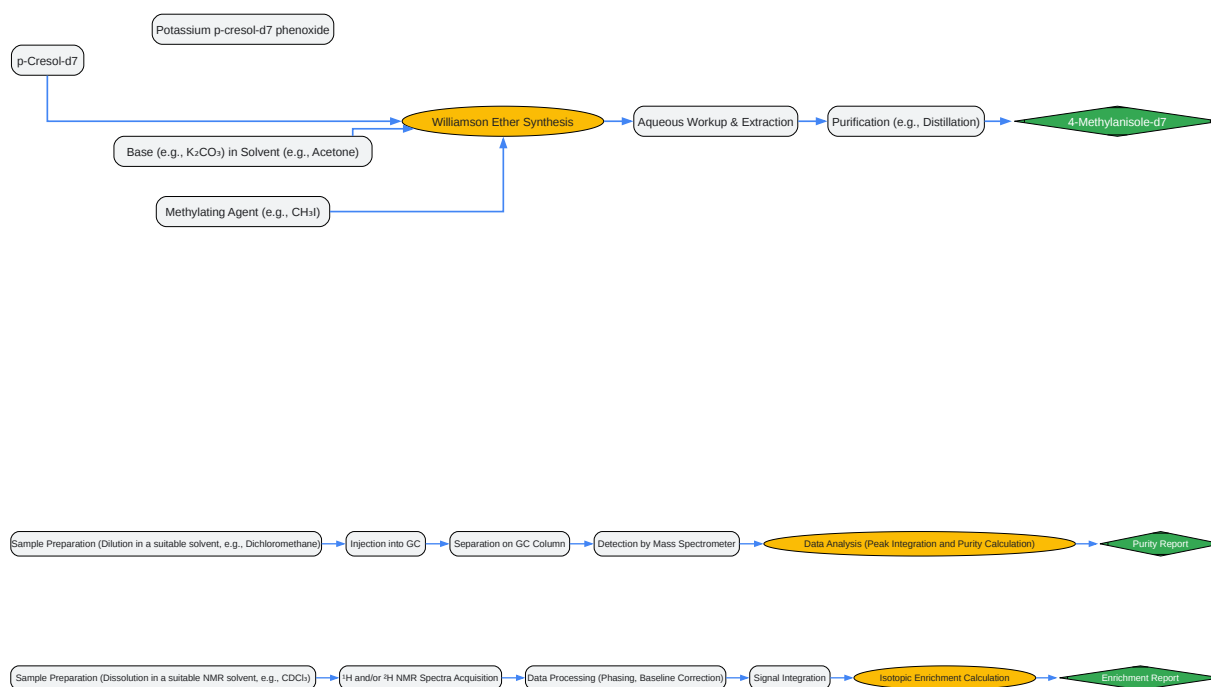 Potassium p-cresol-d7 phenoxide
p-Cresol-d7
Williamson Ether Synthesis
Aqueous Workup & Extraction
Purification (e.g., Distillation)
4-Methylanisole-d7
Base (e.g., K₂CO₃) in Solvent (e.g., Acetone)
Methylating Agent (e.g., CH₃I)
Sample Preparation (Dilution in a suitable solvent, e.g., Dichloromethane)
Injection into GC
Separation on GC Column
Detection by Mass Spectrometer
Data Analysis (Peak Integration and Purity Calculation)
Purity Report
Sample Preparation (Dissolution in a suitable NMR solvent, e.g., CDCl₃)
¹H and/or ²H NMR Spectra Acquisition
Data Processing (Phasing, Baseline Correction)
Signal Integration
Isotopic Enrichment Calculation
Enrichment Report